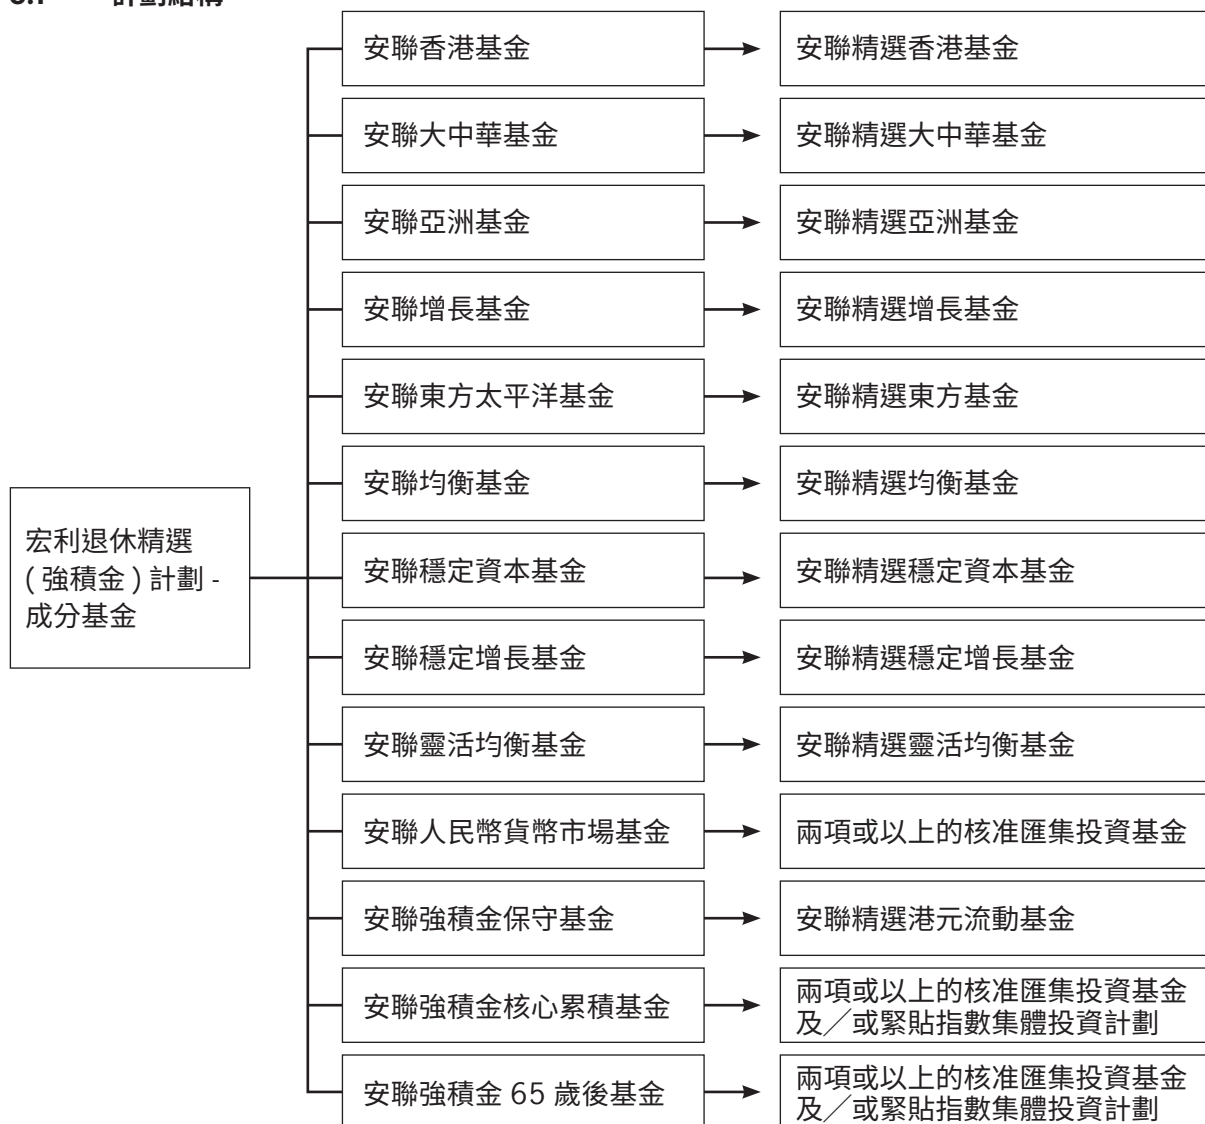 宏利退休精選
(強積金) 計劃 -
成分基金
安聯香港基金
安聯精選香港基金
安聯大中華基金
安聯精選大中華基金
安聯亞洲基金
安聯精選亞洲基金
安聯增長基金
安聯精選增長基金
安聯東方太平洋基金
安聯精選東方基金
安聯均衡基金
安聯精選均衡基金
安聯穩定資本基金
安聯精選穩定資本基金
安聯穩定增長基金
安聯精選穩定增長基金
安聯靈活均衡基金
安聯精選靈活均衡基金
安聯人民幣貨幣市場基金
兩項或以上的核准匯集投資基金
安聯強積金保守基金
安聯精選港元流動基金
安聯強積金核心累積基金
兩項或以上的核准匯集投資基金
及╱或緊貼指數集體投資計劃
安聯強積金 65 歲後基金
兩項或以上的核准匯集投資基金
及╱或緊貼指數集體投資計劃